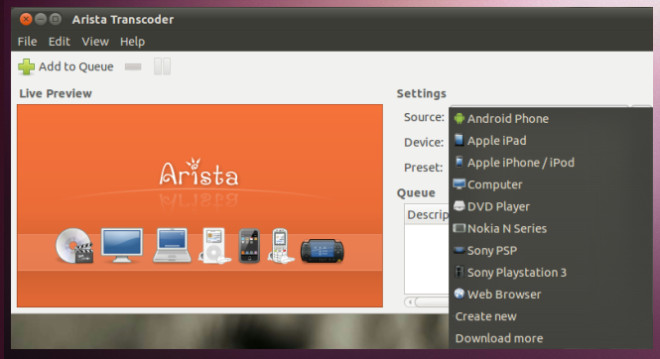 Arista Transcoder
File Edit View Help
Add to Queue
Live Preview
Arista
Settings
Source:
Device:
Preset:
Queue
Descrip
Android Phone
Apple iPad
Apple iPhone / iPod
Computer
DVD Player
Nokia N Series
Sony PSP
Sony Playstation 3
Web Browser
Create new
Download more